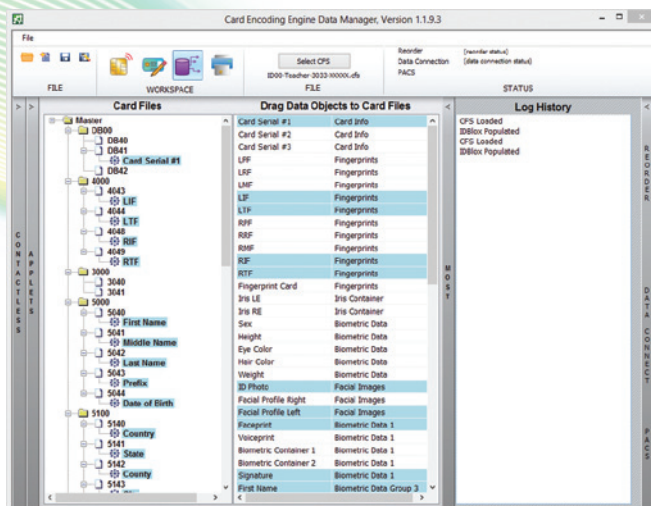 Card Encoding Engine Data Manager, Version 1.1.9.3
File
FILE
WORKSPACE
Select CFS
ID00-Teacher-3033-XXXXX.cfs
FILE
Reorder [reorder status]
Data Connection [data connection status]
PACS
STATUS
CONTACTLESS
APPLETS
Card Files
Master
DB00
DB40
DB41
Card Serial #1
DB42
4000
4043
LIF
4044
LTF
4048
RIF
4049
RTF
3000
3040
3041
5000
5040
First Name
5041
Middle Name
5042
Last Name
5043
Prefix
5044
Date of Birth
5100
5140
Country
5141
State
5142
County
5143
Drag Data Objects to Card Files
Card Serial #1 Card Info
Card Serial #2 Card Info
Card Serial #3 Card Info
LPF Fingerprints
LRF Fingerprints
LMF Fingerprints
LIF Fingerprints
LTF Fingerprints
RPF Fingerprints
RRF Fingerprints
RMF Fingerprints
RIF Fingerprints
RTF Fingerprints
Fingerprint Card Fingerprints
Iris LE Iris Container
Iris RE Iris Container
Sex Biometric Data
Height Biometric Data
Eye Color Biometric Data
Hair Color Biometric Data
Weight Biometric Data
ID Photo Facial Images
Facial Profile Right Facial Images
Facial Profile Left Facial Images
Faceprint Biometric Data 1
Voiceprint Biometric Data 1
Biometric Container 1 Biometric Data 1
Biometric Container 2 Biometric Data 1
Signature Biometric Data 1
First Name Biometric Data Group 3
MOST
Log History
CFS Loaded
IDBlox Populated
CFS Loaded
IDBlox Populated
REORDER
DATA CONNECT
PACS